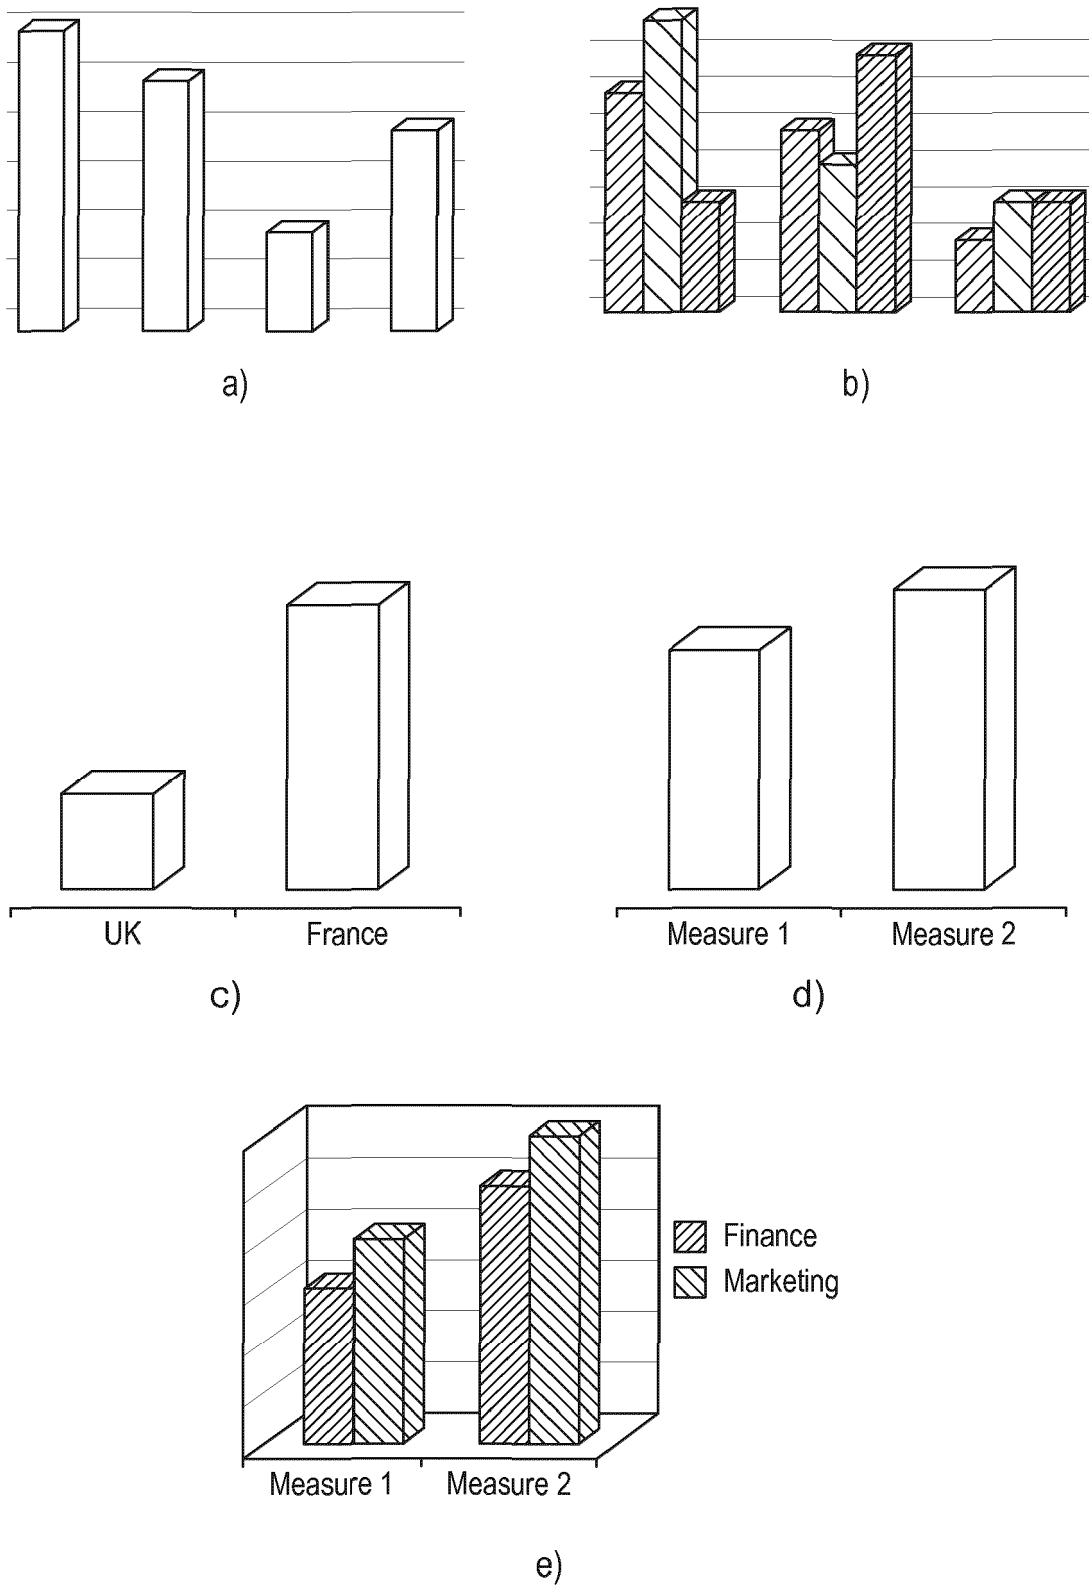 a)
b)
UK
France
Measure 1
Measure 2
c)
d)
Finance
Marketing
Measure 1
Measure 2
e)